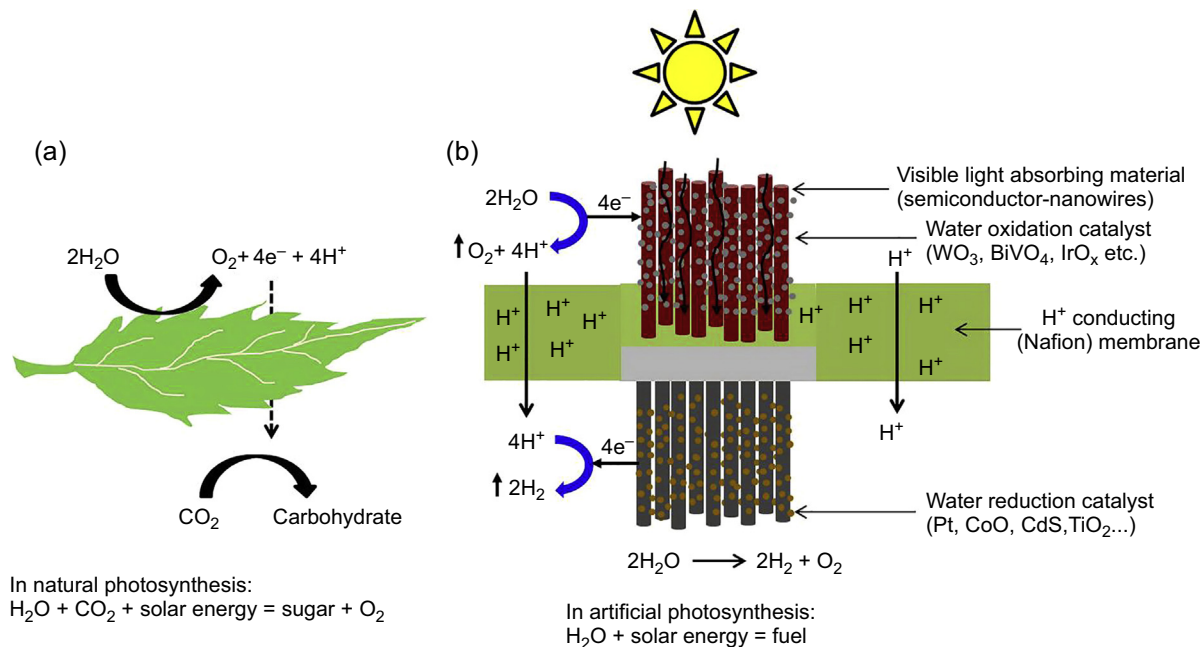 (a)
2H₂O
O₂+ 4e⁻ + 4H⁺
CO₂
Carbohydrate
In natural photosynthesis:
H₂O + CO₂ + solar energy = sugar + O₂
(b)
2H₂O
4e⁻
O₂+ 4H⁺
Visible light absorbing material
(semiconductor-nanowires)
Water oxidation catalyst
(WO₃, BiVO₄, IrOₓ etc.)
H⁺
H⁺
H⁺
H⁺
H⁺
H⁺
H⁺
H⁺
H⁺
H⁺
H⁺
H⁺ conducting
(Nafion) membrane
H⁺
4H⁺
4e⁻
2H₂
Water reduction catalyst
(Pt, CoO, CdS,TiO₂...)
2H₂O
2H₂ + O₂
In artificial photosynthesis:
H₂O + solar energy = fuel